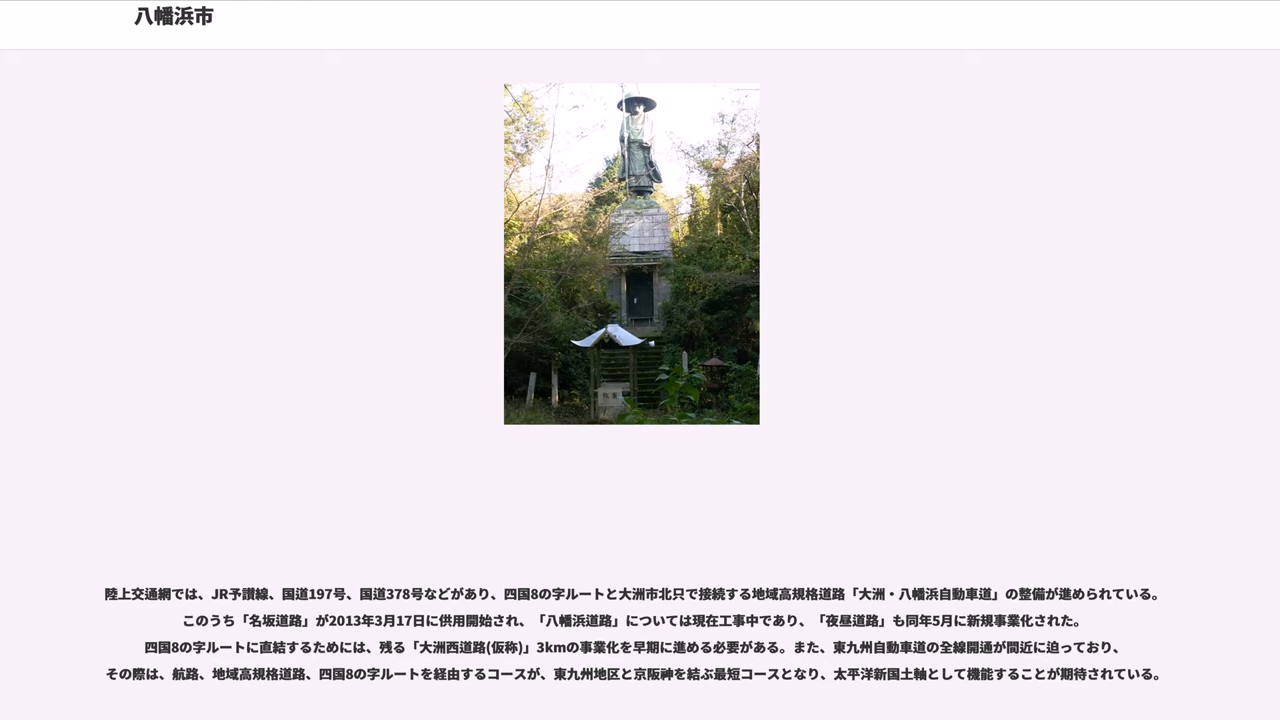 八幡浜市
陸上交通網では、JR予讃線、国道197号、国道378号などがあり、四国8の字ルートと大洲市北只で接続する地域高規格道路「大洲・八幡浜自動車道」の整備が進められている。
このうち「名坂道路」が2013年3月17日に供用開始され、「八幡浜道路」については現在工事中であり、「夜昼道路」も同年5月に新規事業化された。
四国8の字ルートに直結するためには、残る「大洲西道路(仮称)」3kmの事業化を早期に進める必要がある。また、東九州自動車道の全線開通が間近に迫っており、
その際は、航路、地域高規格道路、四国8の字ルートを経由するコースが、東九州地区と京阪神を結ぶ最短コースとなり、太平洋新国土軸として機能することが期待されている。